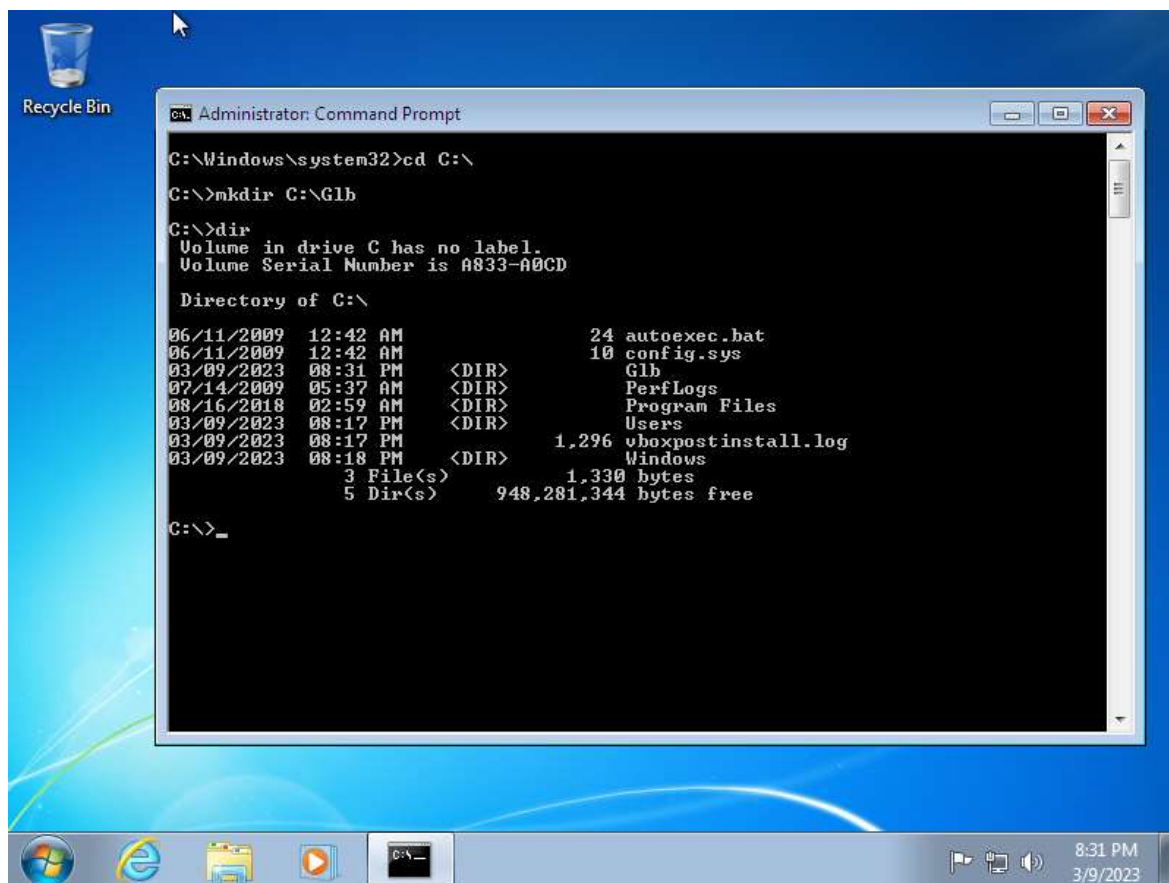 Recycle Bin
Administrator: Command Prompt
C:\Windows\system32>cd C:\
C:\>mkdir C:\Glb
C:\>dir
Volume in drive C has no label.
Volume Serial Number is A833-A0CD
Directory of C:\
06/11/2009 12:42 AM 24 autoexec.bat
06/11/2009 12:42 AM 10 config.sys
03/09/2023 08:31 PM <DIR> Glb
07/14/2009 05:37 AM <DIR> PerfLogs
08/16/2018 02:59 AM <DIR> Program Files
03/09/2023 08:17 PM <DIR> Users
03/09/2023 08:17 PM 1,296 vboxpostinstall.log
03/09/2023 08:18 PM <DIR> Windows
3 File(s) 1,330 bytes
5 Dir(s) 948,281,344 bytes free
C:\>_
8:31 PM
3/9/2023